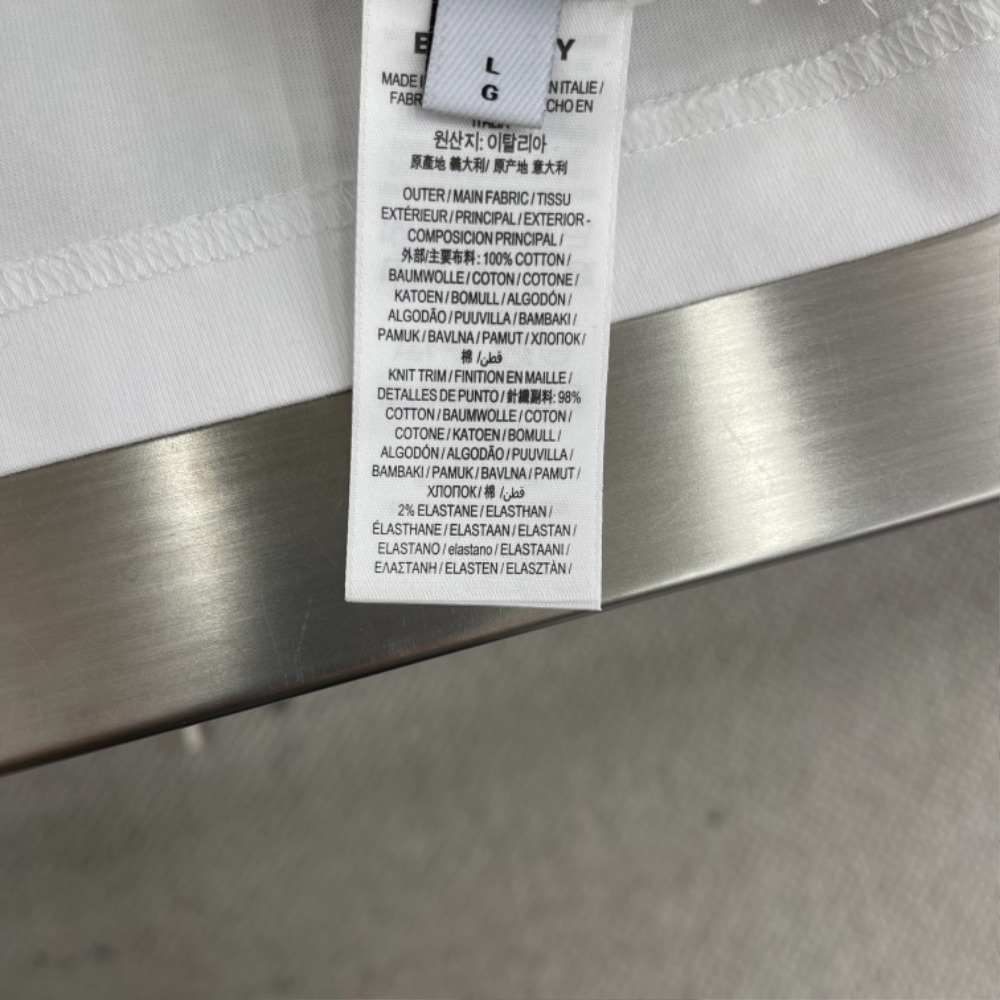 L
G
MADE I
N ITALIE /
FABR
CHO EN
원산지: 이탈리아
原產地 義大利/ 原产地 意大利
OUTER / MAIN FABRIC / TISSU
EXTÉRIEUR / PRINCIPAL / EXTERIOR -
COMPOSICION PRINCIPAL /
外部/主要布料: 100% COTTON /
BAUMWOLLE / COTON / COTONE /
KATOEN / BOMULL / ALGODÓN /
ALGODÃO / PUUVILLA / BAMBAKI /
PAMUK / BAVLNA / PAMUT / ХЛОПОК /
棉 /قطن/
KNIT TRIM / FINITION EN MAILLE /
DETALLES DE PUNTO / 針織副料: 98%
COTTON / BAUMWOLLE / COTON /
COTONE / KATOEN / BOMULL /
ALGODÓN / ALGODÃO / PUUVILLA /
BAMBAKI / PAMUK / BAVLNA / PAMUT /
ХЛОПОК/ 棉 /قطن/
2% ELASTANE / ELASTHAN /
ÉLASTHANE / ELASTAAN / ELASTAN /
ELASTANO / elastano / ELASTAANI /
ΕΛΑΣΤΑΝΗ / ELASTEN / ELASZTÀN /